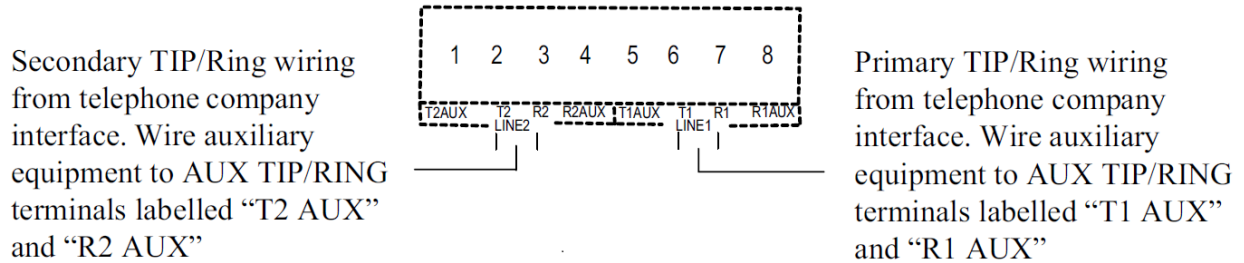 Secondary TIP/Ring wiring
from telephone company
interface. Wire auxiliary
equipment to AUX TIP/RING
terminals labelled “T2 AUX”
and “R2 AUX”
1 2 3 4 5 6 7 8
T2AUX T2 R2 R2AUX T1AUX T1 R1 R1AUX
LINE2 LINE1
Primary TIP/Ring wiring
from telephone company
interface. Wire auxiliary
equipment to AUX TIP/RING
terminals labelled “T1 AUX”
and “R1 AUX”